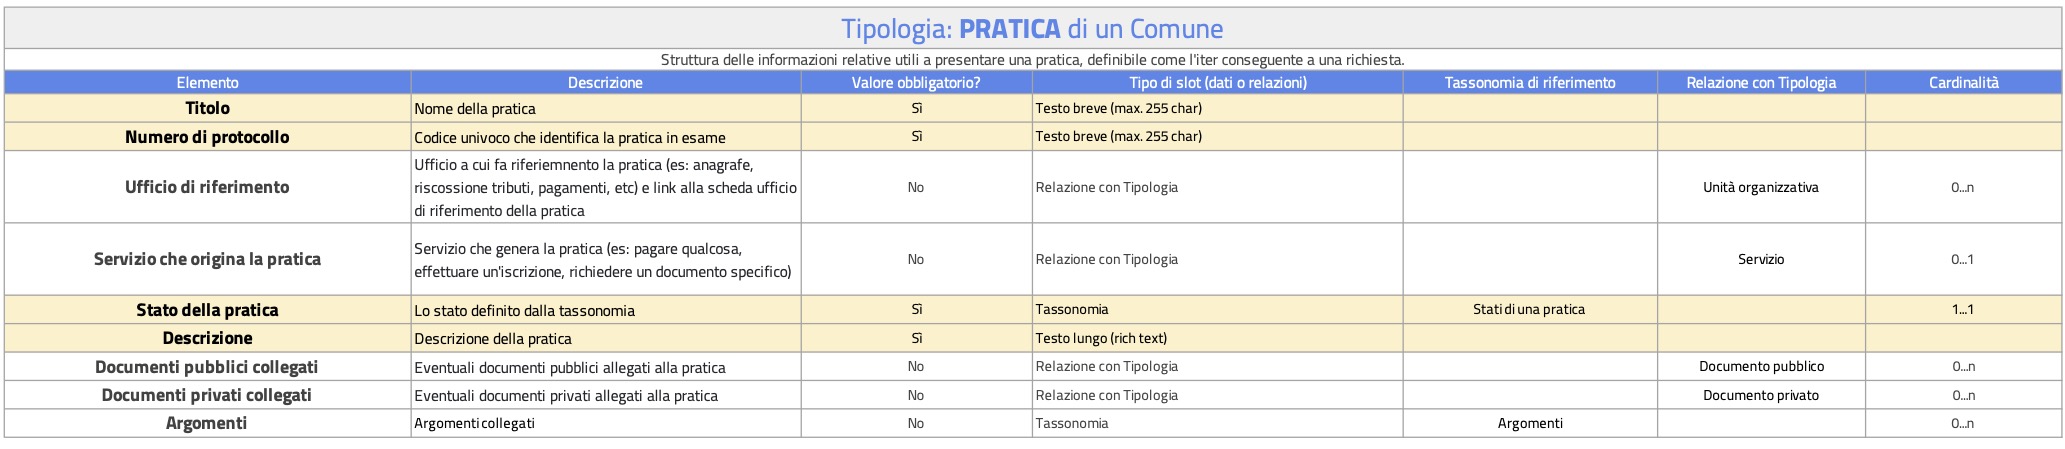 Tipologia: PRATICA di un Comune
Struttura delle informazioni relative utili a presentare una pratica, definibile come l'iter conseguente a una richiesta.
Elemento Descrizione Valore obbligatorio? Tipo di slot (dati o relazioni) Tassonomia di riferimento Relazione con Tipologia Cardinalità
Titolo Nome della pratica Sì Testo breve (max. 255 char)
Numero di protocollo Codice univoco che identifica la pratica in esame Sì Testo breve (max. 255 char)
Ufficio a cui fa riferiemnento la pratica (es: anagrafe,
Ufficio di riferimento riscossione tributi, pagamenti, etc) e link alla scheda ufficio No Relazione con Tipologia Unità organizzativa 0...n
di riferimento della pratica
Servizio che origina la pratica Servizio che genera la pratica (es: pagare qualcosa, No Relazione con Tipologia Servizio 0...1
effettuare un'iscrizione, richiedere un documento specifico)
Stato della pratica Lo stato definito dalla tassonomia Sì Tassonomia Stati di una pratica 1...1
Descrizione Descrizione della pratica Sì Testo lungo (rich text)
Documenti pubblici collegati Eventuali documenti pubblici allegati alla pratica No Relazione con Tipologia Documento pubblico 0...n
Documenti privati collegati Eventuali documenti privati allegati alla pratica No Relazione con Tipologia Documento privato 0...n
Argomenti Argomenti collegati No Tassonomia Argomenti 0...n